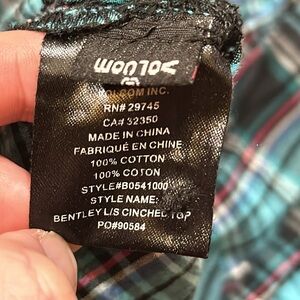 VOLCOM
VOLCOM INC.
RN# 29745
CA# 32350
MADE IN CHINA
FABRIQUÉ EN CHINE
100% COTTON
100% COTON
STYLE#B0541000
STYLE NAME:
BENTLEY L/S CINCHED TOP
PO#90584